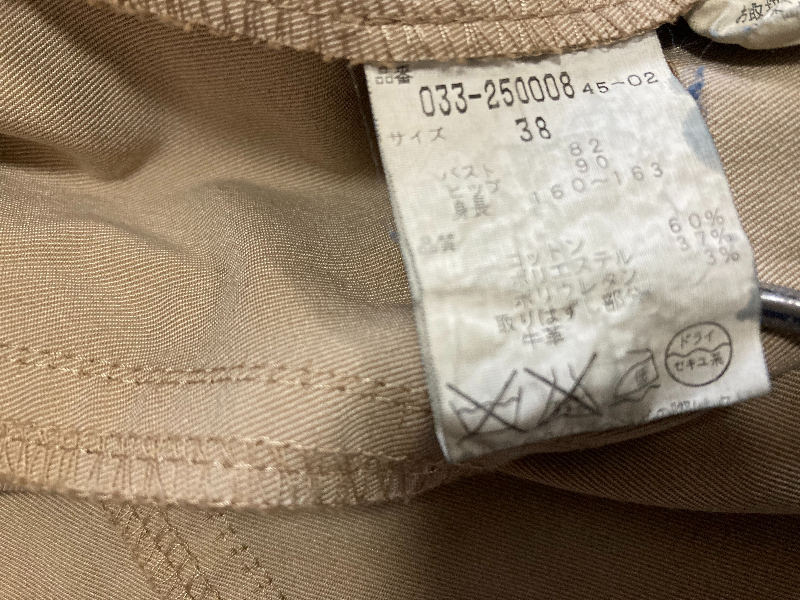 品番
033-250008 45-02
サイズ 38
バスト 82
ヒップ 90
身長 160~163
品質
コットン 60%
ポリエステル 37%
ポリウレタン 3%
取りはずし部分
牛革
ドライ
セキユ系